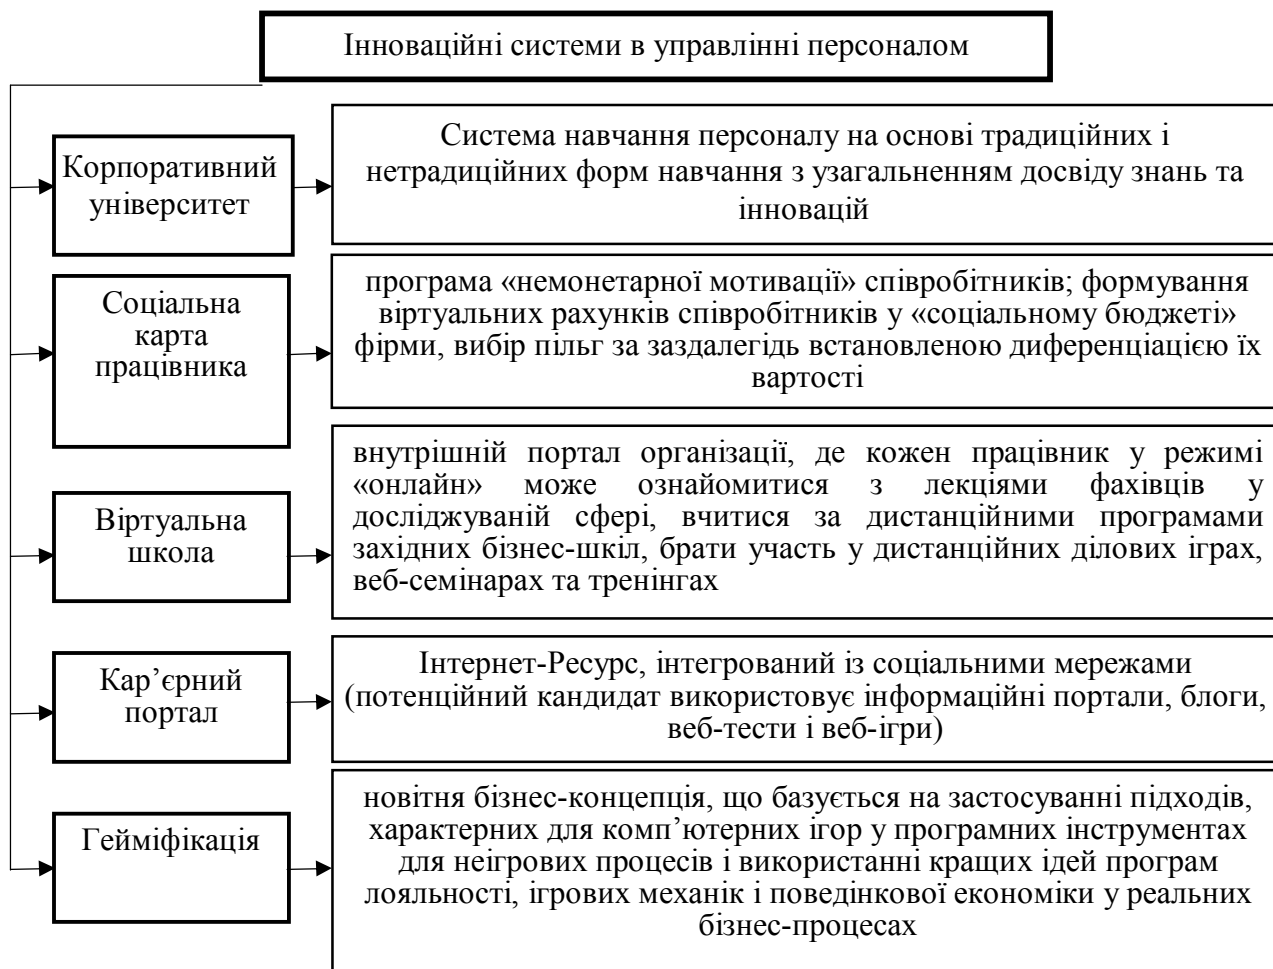 Інноваційні системи в управлінні персоналом
Корпоративний
університет
Система навчання персоналу на основі традиційних і
нетрадиційних форм навчання з узагальненням досвіду знань та
інновацій
Соціальна
карта
працівника
програма «немонетарної мотивації» співробітників; формування
віртуальних рахунків співробітників у «соціальному бюджеті»
фірми, вибір пільг за заздалегідь встановленою диференціацією їх
вартості
Віртуальна
школа
внутрішній портал організації, де кожен працівник у режимі
«онлайн» може ознайомитися з лекціями фахівців у
досліджуваній сфері, вчитися за дистанційними програмами
західних бізнес-шкіл, брати участь у дистанційних ділових іграх,
веб-семінарах та тренінгах
Кар’єрний
портал
Інтернет-Ресурс, інтегрований із соціальними мережами
(потенційний кандидат використовує інформаційні портали, блоги,
веб-тести і веб-ігри)
Гейміфікація
новітня бізнес-концепція, що базується на застосуванні підходів,
характерних для комп’ютерних ігор у програмних інструментах
для неігрових процесів і використанні кращих ідей програм
лояльності, ігрових механік і поведінкової економіки у реальних
бізнес-процесах